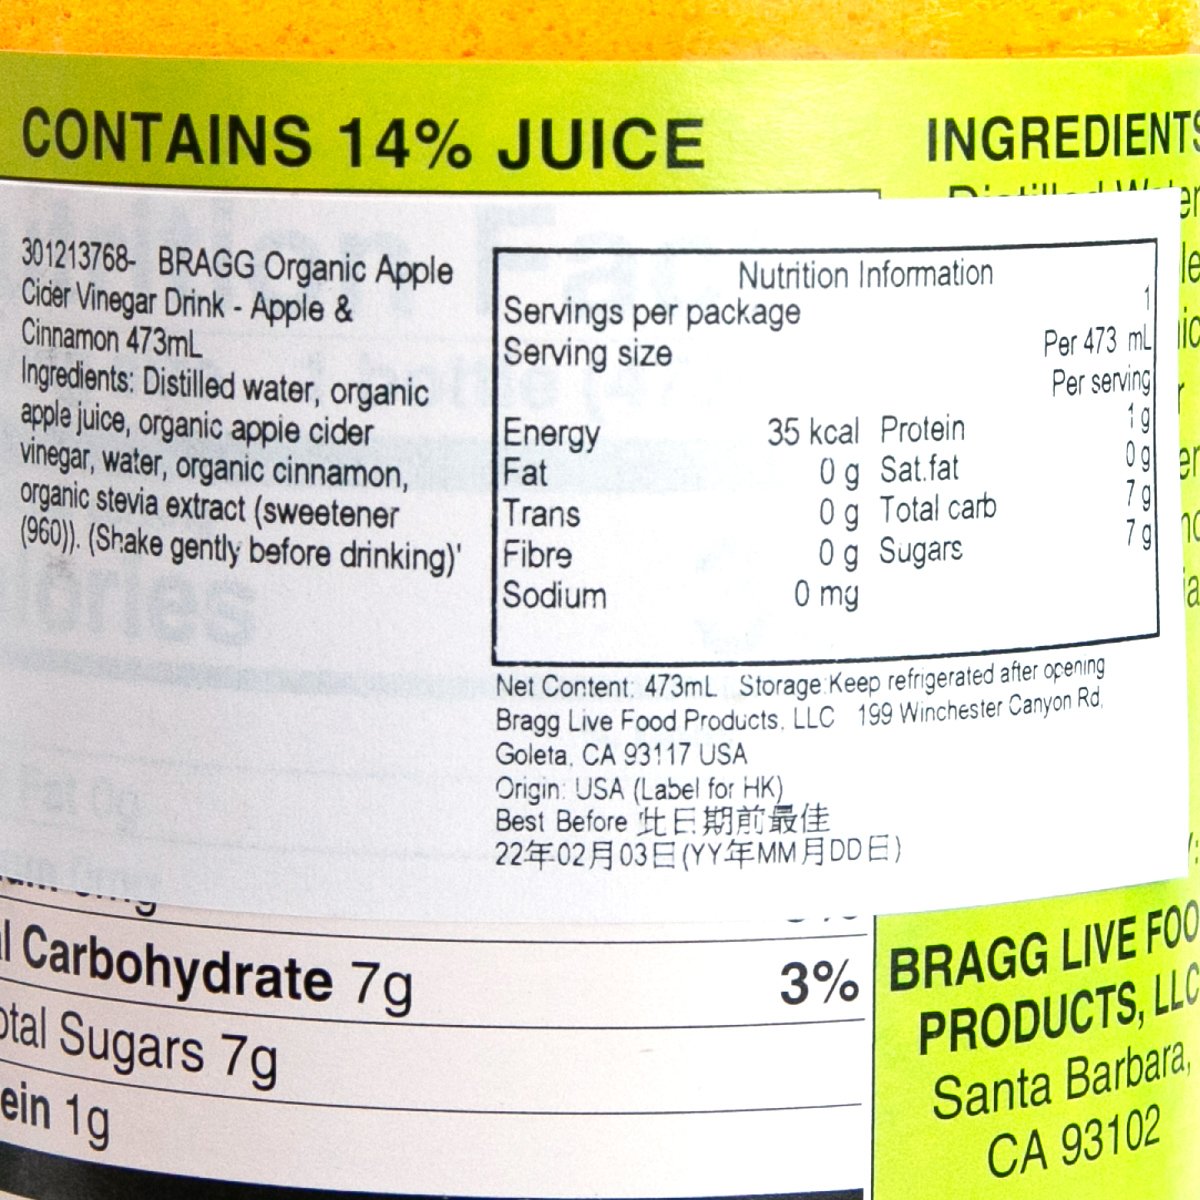 CONTAINS 14% JUICE
INGREDIENTS
301213768- BRAGG Organic Apple
Cider Vinegar Drink - Apple &
Cinnamon 473mL
Ingredients: Distilled water, organic
apple juice, organic apple cider
vinegar, water, organic cinnamon,
organic stevia extract (sweetener
(960)). (Shake gently before drinking)'
Nutrition Information
Servings per package 1
Serving size Per 473 mL
Per serving
Energy 35 kcal Protein 1 g
Fat 0 g Sat.fat 0 g
Trans 0 g Total carb 7 g
Fibre 0 g Sugars 7 g
Sodium 0 mg
Net Content: 473mL Storage:Keep refrigerated after opening
Bragg Live Food Products, LLC 199 Winchester Canyon Rd,
Goleta, CA 93117 USA
Origin: USA (Label for HK)
Best Before 此日期前最佳
22年02月03日(YY年MM月DD日)
l Carbohydrate 7g 3%
otal Sugars 7g
ein 1g
BRAGG LIVE FOO
PRODUCTS, LLC
Santa Barbara,
CA 93102